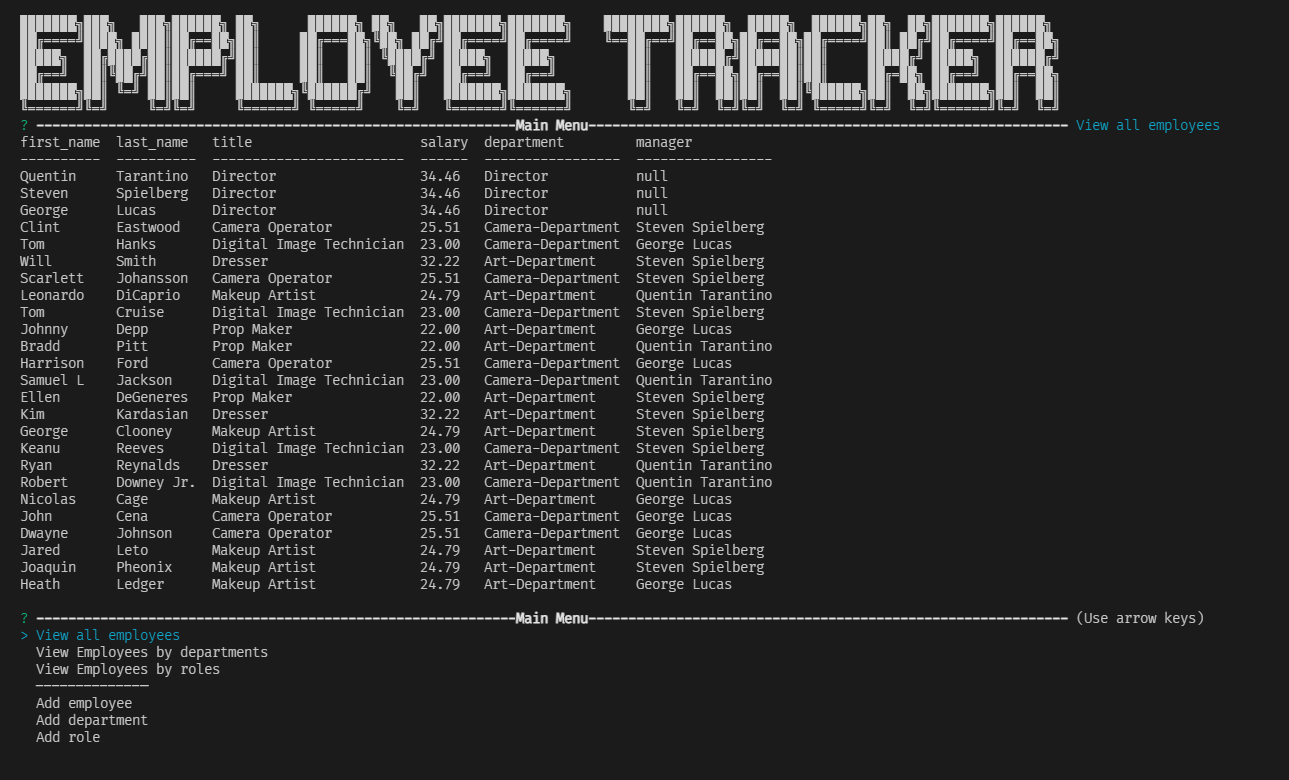 EMPLOYEE TRACKER
? ------------------------------------------------------------Main Menu------------------------------------------------------------ View all employees
first_name  last_name   title                     salary  department         manager
----------  ----------  ------------------------  ------  -----------------  -----------------
Quentin     Tarantino   Director                  34.46   Director           null
Steven      Spielberg   Director                  34.46   Director           null
George      Lucas       Director                  34.46   Director           null
Clint       Eastwood    Camera Operator           25.51   Camera-Department  Steven Spielberg
Tom         Hanks       Digital Image Technician  23.00   Camera-Department  George Lucas
Will        Smith       Dresser                   32.22   Art-Department     Steven Spielberg
Scarlett    Johansson   Camera Operator           25.51   Camera-Department  Steven Spielberg
Leonardo    DiCaprio    Makeup Artist             24.79   Art-Department     Quentin Tarantino
Tom         Cruise      Digital Image Technician  23.00   Camera-Department  Steven Spielberg
Johnny      Depp        Prop Maker                22.00   Art-Department     George Lucas
Bradd       Pitt        Prop Maker                22.00   Art-Department     Quentin Tarantino
Harrison    Ford        Camera Operator           25.51   Camera-Department  George Lucas
Samuel L    Jackson     Digital Image Technician  23.00   Camera-Department  Quentin Tarantino
Ellen       DeGeneres   Prop Maker                22.00   Art-Department     Steven Spielberg
Kim         Kardasian   Dresser                   32.22   Art-Department     Steven Spielberg
George      Clooney     Makeup Artist             24.79   Art-Department     Steven Spielberg
Keanu       Reeves      Digital Image Technician  23.00   Camera-Department  Steven Spielberg
Ryan        Reynalds    Dresser                   32.22   Art-Department     Quentin Tarantino
Robert      Downey Jr.  Digital Image Technician  23.00   Camera-Department  Quentin Tarantino
Nicolas     Cage        Makeup Artist             24.79   Art-Department     George Lucas
John        Cena        Camera Operator           25.51   Camera-Department  George Lucas
Dwayne      Johnson     Camera Operator           25.51   Camera-Department  George Lucas
Jared       Leto        Makeup Artist             24.79   Art-Department     Steven Spielberg
Joaquin     Pheonix     Makeup Artist             24.79   Art-Department     Steven Spielberg
Heath       Ledger      Makeup Artist             24.79   Art-Department     George Lucas
? ------------------------------------------------------------Main Menu------------------------------------------------------------ (Use arrow keys)
> View all employees
  View Employees by departments
  View Employees by roles
  ──────────────
  Add employee
  Add department
  Add role